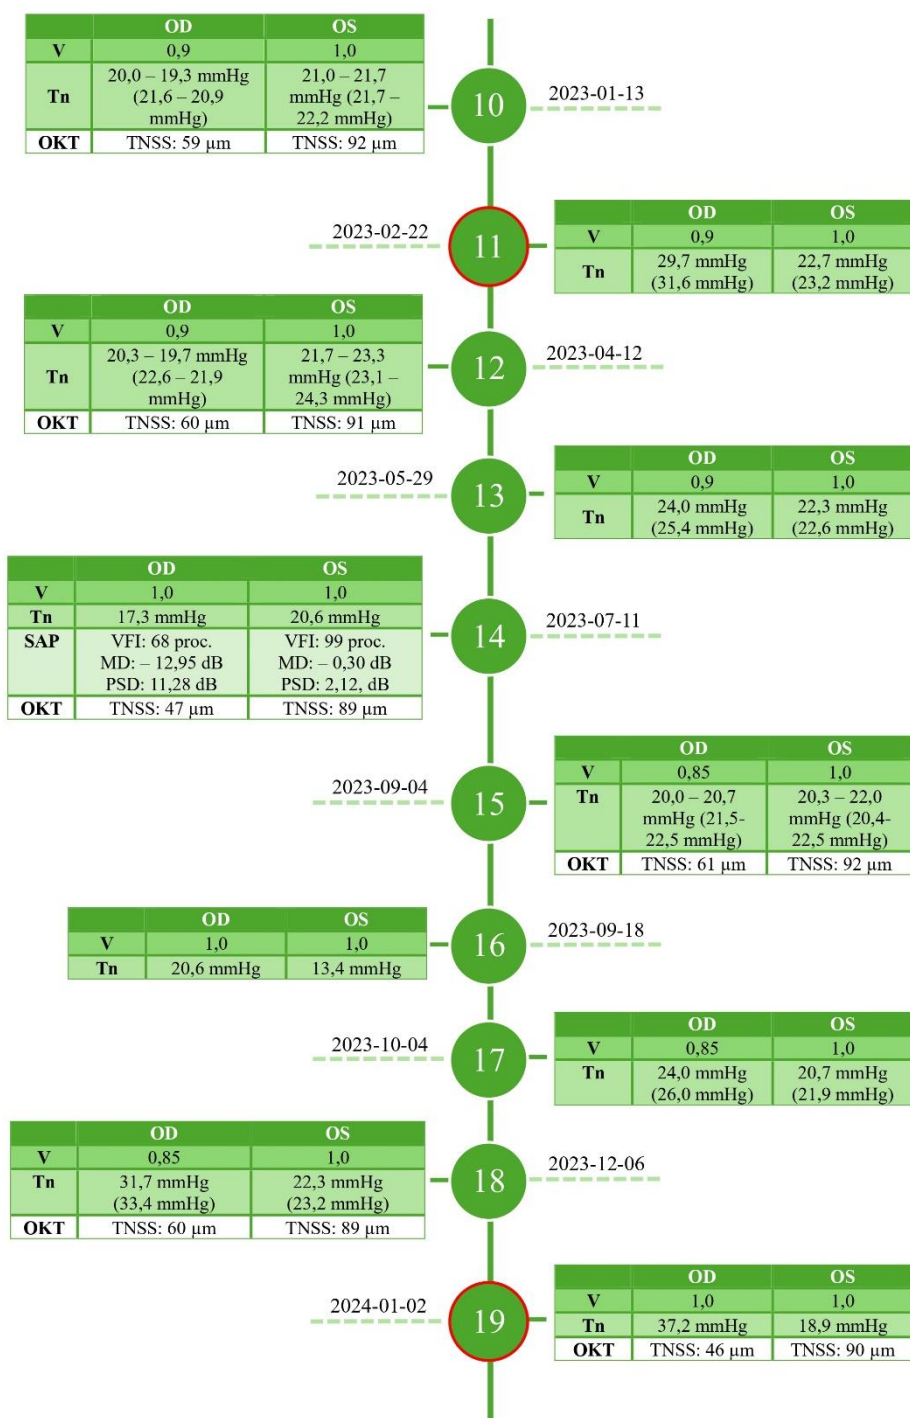 OD OS
V 0,9 1,0
Tn 20,0 – 19,3 mmHg 21,0 – 21,7
(21,6 – 20,9 mmHg (21,7 –
mmHg) 22,2 mmHg)
OKT TNSS: 59 µm TNSS: 92 µm
10
2023-01-13
2023-02-22
11
OD OS
V 0,9 1,0
Tn 29,7 mmHg 22,7 mmHg
(31,6 mmHg) (23,2 mmHg)
OD OS
V 0,9 1,0
Tn 20,3 – 19,7 mmHg 21,7 – 23,3
(22,6 – 21,9 mmHg (23,1 –
mmHg) 24,3 mmHg)
OKT TNSS: 60 µm TNSS: 91 µm
12
2023-04-12
2023-05-29
13
OD OS
V 0,9 1,0
Tn 24,0 mmHg 22,3 mmHg
(25,4 mmHg) (22,6 mmHg)
OD OS
V 1,0 1,0
Tn 17,3 mmHg 20,6 mmHg
SAP VFI: 68 proc. VFI: 99 proc.
MD: – 12,95 dB MD: – 0,30 dB
PSD: 11,28 dB PSD: 2,12, dB
OKT TNSS: 47 µm TNSS: 89 µm
14
2023-07-11
2023-09-04
15
OD OS
V 0,85 1,0
Tn 20,0 – 20,7 20,3 – 22,0
mmHg (21,5- mmHg (20,4-
22,5 mmHg) 22,5 mmHg)
OKT TNSS: 61 µm TNSS: 92 µm
OD OS
V 1,0 1,0
Tn 20,6 mmHg 13,4 mmHg
16
2023-09-18
2023-10-04
17
OD OS
V 0,85 1,0
Tn 24,0 mmHg 20,7 mmHg
(26,0 mmHg) (21,9 mmHg)
OD OS
V 0,85 1,0
Tn 31,7 mmHg 22,3 mmHg
(33,4 mmHg) (23,2 mmHg)
OKT TNSS: 60 µm TNSS: 89 µm
18
2023-12-06
2024-01-02
19
OD OS
V 1,0 1,0
Tn 37,2 mmHg 18,9 mmHg
OKT TNSS: 46 µm TNSS: 90 µm